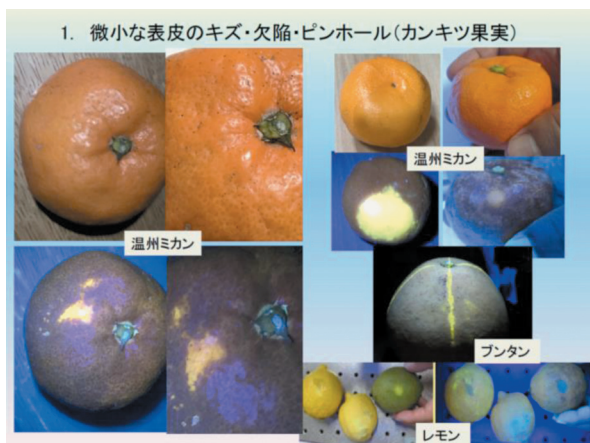 1. 微小な表皮のキズ・欠陥・ピンホール(カンキツ果実)
温州ミカン
温州ミカン
ブンタン
レモン